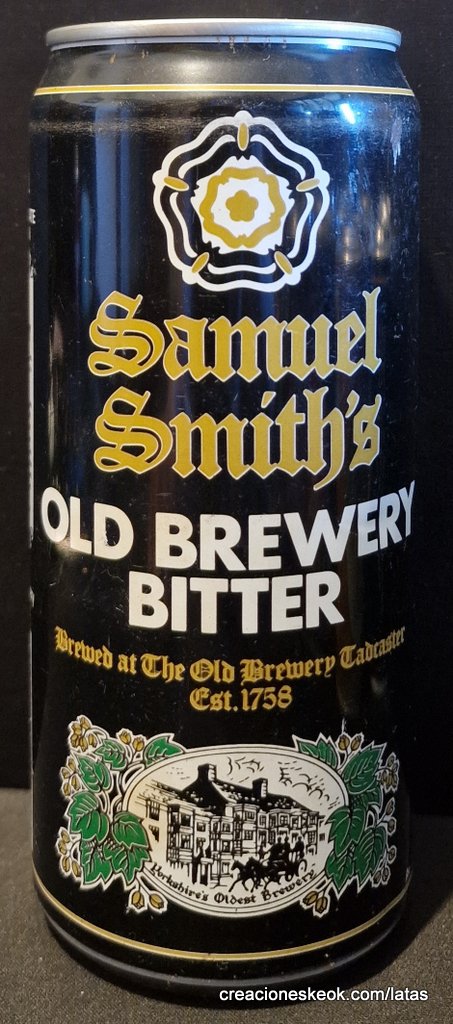 Samuel
Smith's
OLD BREWERY
BITTER
Brewed at The Old Brewery Tadcaster
Est. 1758
Yorkshire's Oldest Brewery
creacioneskeok.com/latas